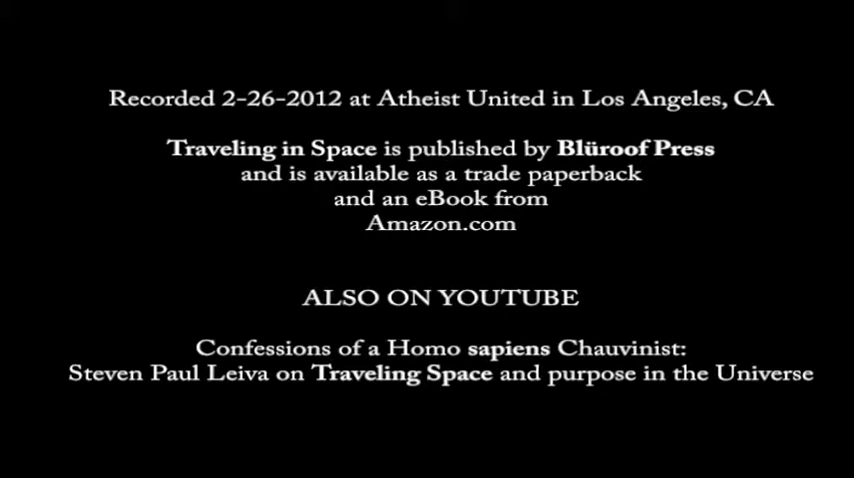 Recorded 2-26-2012 at Atheist United in Los Angeles, CA
Traveling in Space is published by Blüroof Press
and is available as a trade paperback
and an eBook from
Amazon.com
ALSO ON YOUTUBE
Confessions of a Homo sapiens Chauvinist:
Steven Paul Leiva on Traveling Space and purpose in the Universe